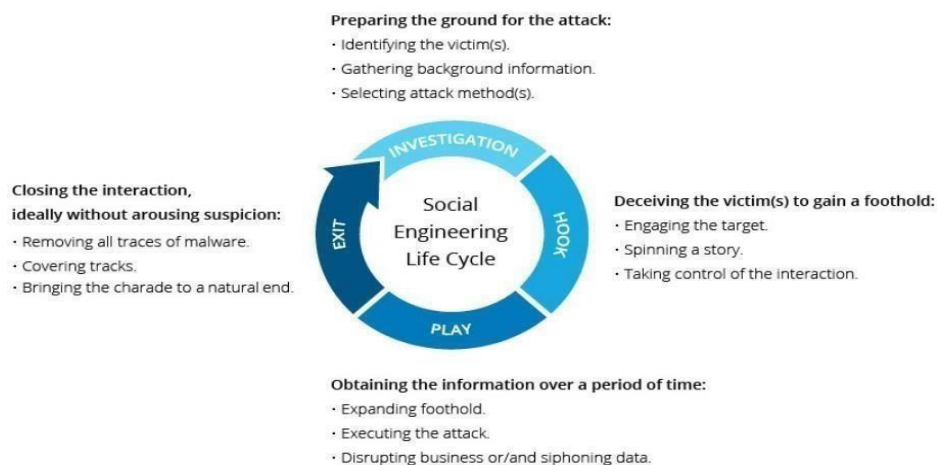 Preparing the ground for the attack:
· Identifying the victim(s).
· Gathering background information.
· Selecting attack method(s).
INVESTIGATION
Closing the interaction,
ideally without arousing suspicion:
· Removing all traces of malware.
· Covering tracks.
· Bringing the charade to a natural end.
EXIT
Social
Engineering
Life Cycle
HOOK
Deceiving the victim(s) to gain a foothold:
· Engaging the target.
· Spinning a story.
· Taking control of the interaction.
PLAY
Obtaining the information over a period of time:
· Expanding foothold.
· Executing the attack.
· Disrupting business or/and siphoning data.